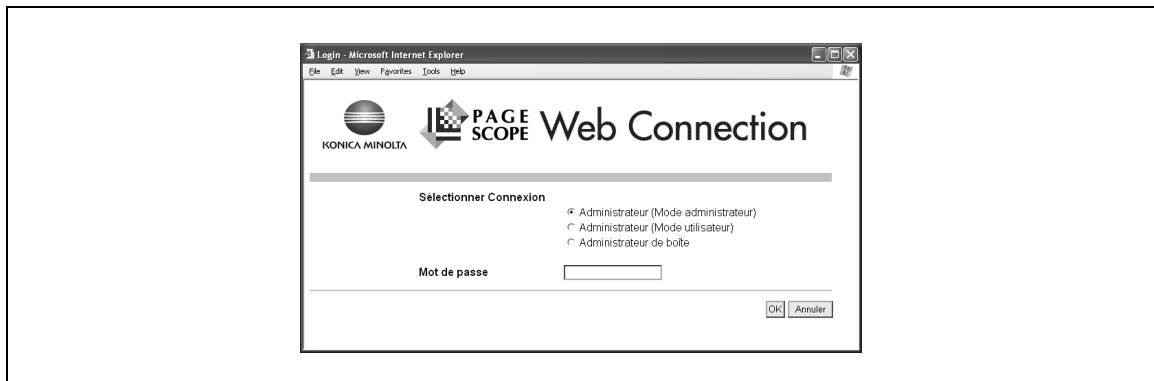 Login - Microsoft Internet Explorer
File Edit View Favorites Tools Help
KONICA MINOLTA
PAGE SCOPE Web Connection
Sélectionner Connexion
Administrateur (Mode administrateur)
Administrateur (Mode utilisateur)
Administrateur de boîte
Mot de passe
OK Annuler